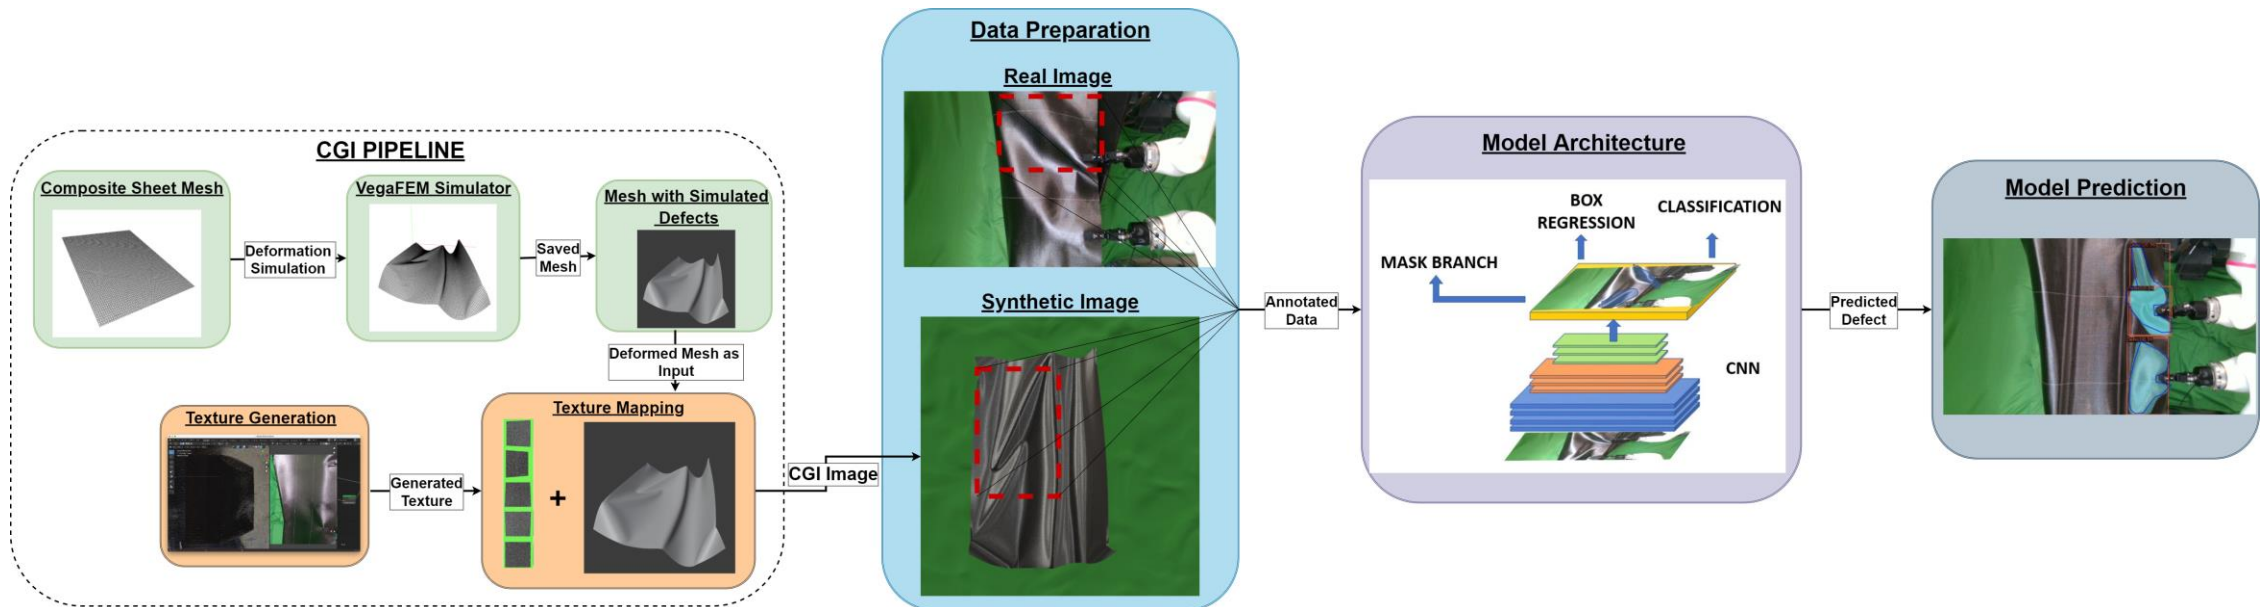 CGI PIPELINE
Composite Sheet Mesh
Deformation
Simulation
VegaFEM Simulator
Saved
Mesh
Mesh with Simulated
Defects
Deformed Mesh as
Input
Texture Generation
Generated
Texture
Texture Mapping
+
CGI Image
Data Preparation
Real Image
Synthetic Image
Annotated
Data
Model Architecture
BOX
REGRESSION
CLASSIFICATION
MASK BRANCH
CNN
Predicted
Defect
Model Prediction